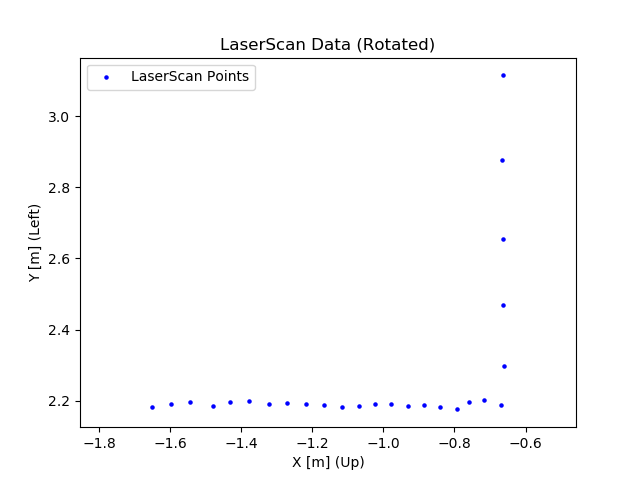 LaserScan Data (Rotated)
LaserScan Points
3.0
2.8
2.6
2.4
2.2
Y [m] (Left)
−1.8 −1.6 −1.4 −1.2 −1.0 −0.8 −0.6
X [m] (Up)